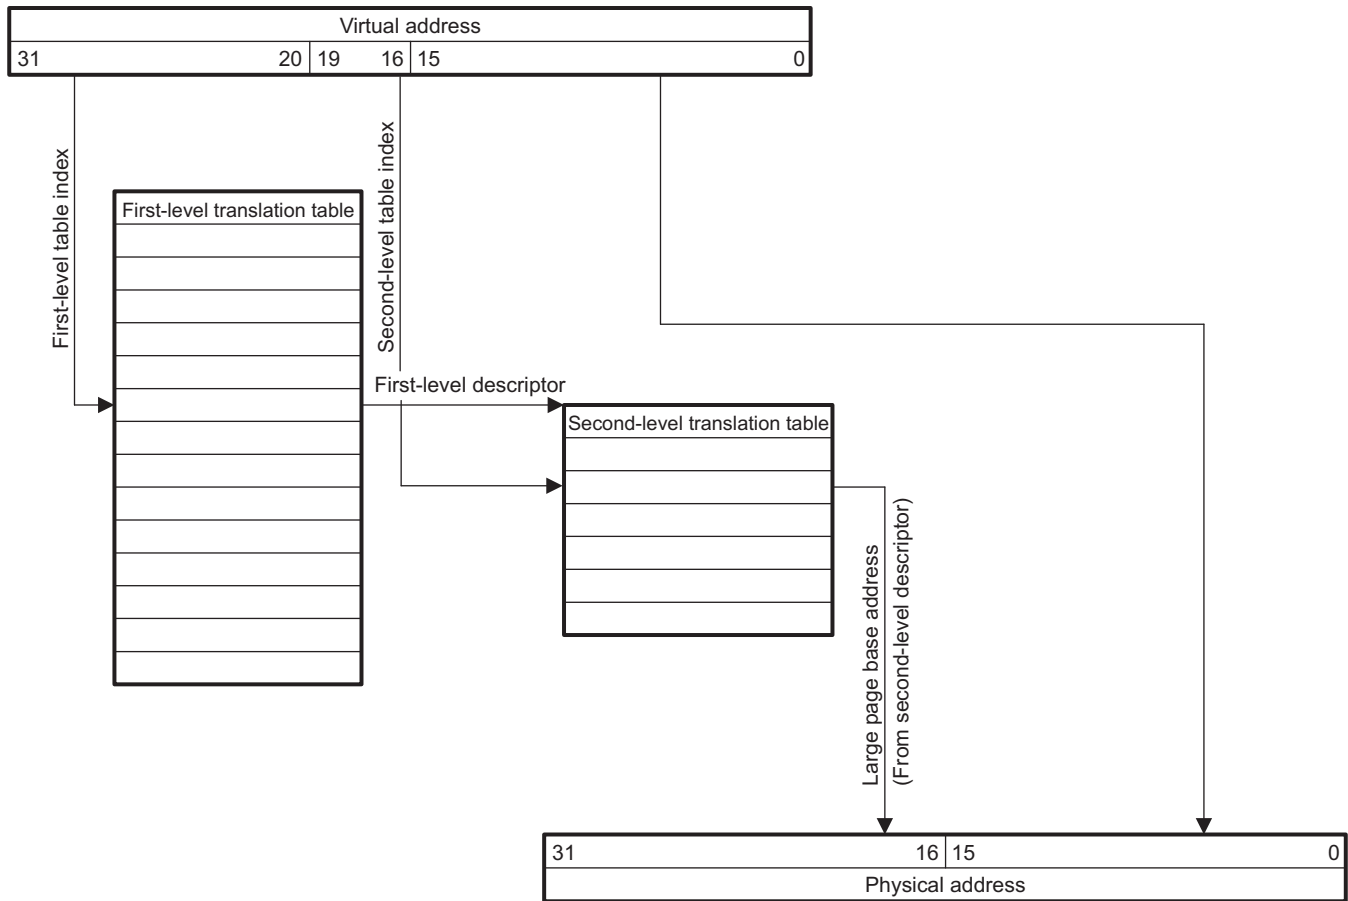 Virtual address
31 20 19 16 15 0
First-level table index
Second-level table index
First-level translation table
First-level descriptor
Second-level translation table
Large page base address
(From second-level descriptor)
31 16 15 0
Physical address